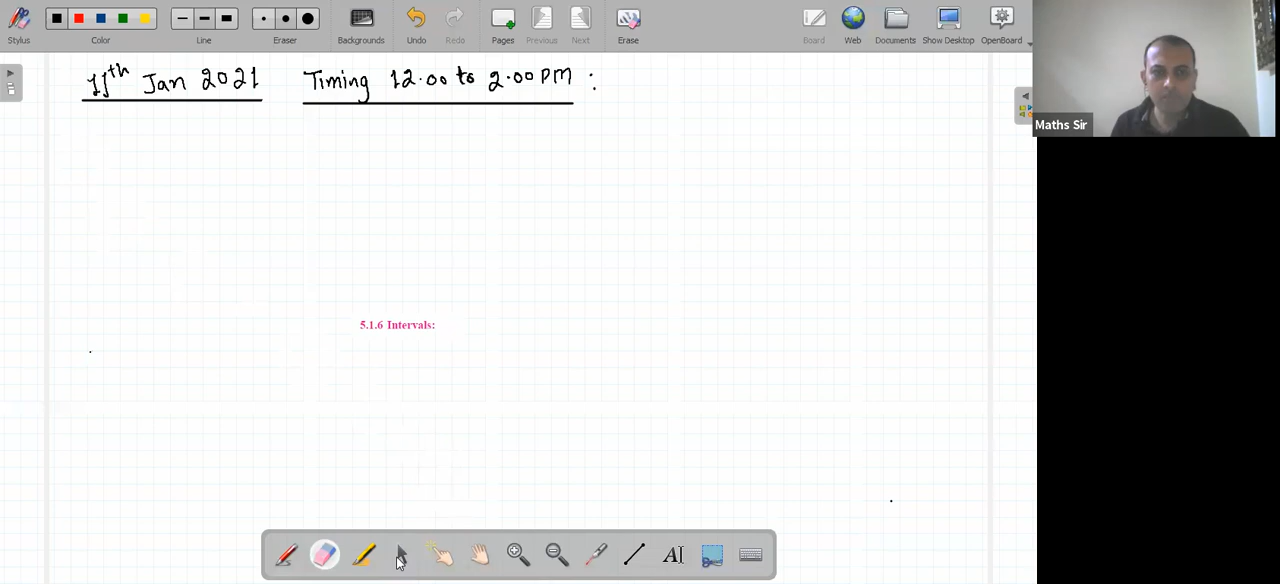 Stylus Color Line Eraser Backgrounds Undo Redo Pages Previous Next Erase Board Web Documents Show Desktop OpenBoard
11th Jan 2021 Timing 12.00 to 2.00 PM :
Maths Sir
5.1.6 Intervals: